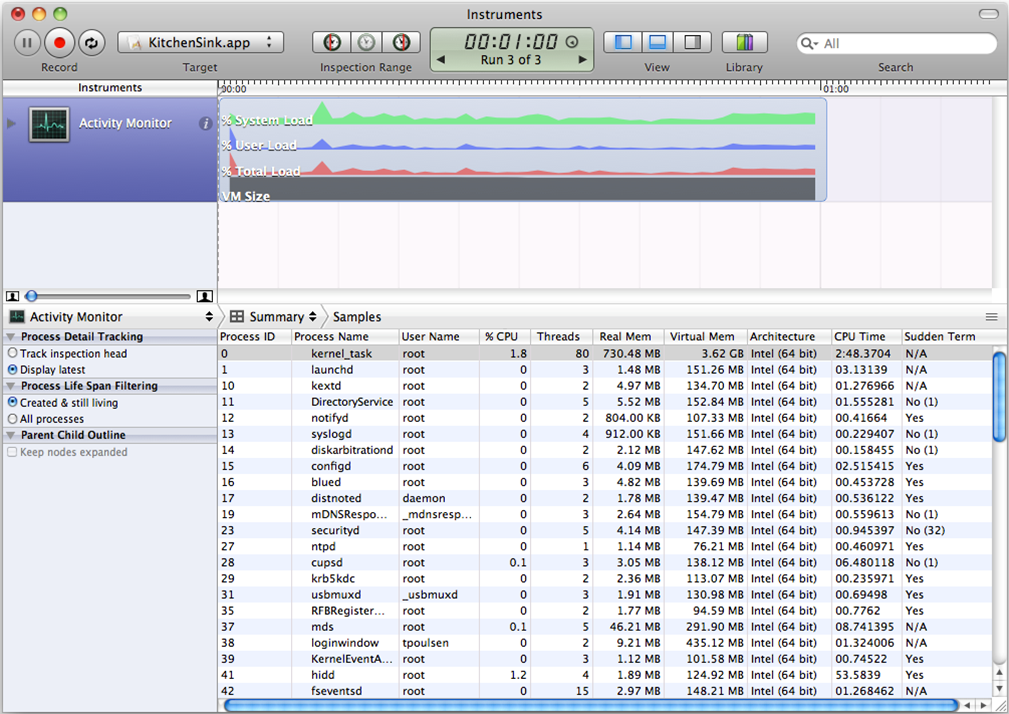 Instruments
KitchenSink.app
00:01:00
Run 3 of 3
All
Record Target Inspection Range View Library Search
Instruments 00:00 01:00
Activity Monitor
% System Load
% User Load
% Total Load
VM Size
Activity Monitor Summary Samples
Process Detail Tracking
Track inspection head
Display latest
Process Life Span Filtering
Created & still living
All processes
Parent Child Outline
Keep nodes expanded
Process ID Process Name User Name % CPU Threads Real Mem Virtual Mem Architecture CPU Time Sudden Term
0 kernel_task root 1.8 80 730.48 MB 3.62 GB Intel (64 bit) 2:48.3704 N/A
1 launchd root 0 3 1.48 MB 151.26 MB Intel (64 bit) 03.13139 N/A
10 kextd root 0 2 4.97 MB 134.70 MB Intel (64 bit) 01.276966 N/A
11 DirectoryService root 0 5 5.52 MB 152.84 MB Intel (64 bit) 01.555281 No (1)
12 notifyd root 0 2 804.00 KB 107.33 MB Intel (64 bit) 00.41664 Yes
13 syslogd root 0 4 912.00 KB 151.66 MB Intel (64 bit) 00.229407 No (1)
14 diskarbitrationd root 0 2 2.12 MB 147.62 MB Intel (64 bit) 00.158455 No (1)
15 configd root 0 6 4.09 MB 174.79 MB Intel (64 bit) 02.515415 Yes
16 blued root 0 3 4.82 MB 139.69 MB Intel (64 bit) 00.453728 Yes
17 distnoted daemon 0 2 1.78 MB 139.47 MB Intel (64 bit) 00.536122 Yes
19 mDNSRespo... _mdnsresp... 0 3 2.64 MB 154.79 MB Intel (64 bit) 00.559613 No (1)
23 securityd root 0 5 4.14 MB 147.39 MB Intel (64 bit) 00.945397 No (32)
27 ntpd root 0 1 1.14 MB 76.21 MB Intel (64 bit) 00.460971 Yes
28 cupsd root 0.1 3 3.05 MB 138.12 MB Intel (64 bit) 06.480118 No (1)
29 krb5kdc root 0 2 2.36 MB 113.07 MB Intel (64 bit) 00.235971 Yes
31 usbmuxd _usbmuxd 0 3 1.91 MB 130.98 MB Intel (64 bit) 00.69498 Yes
35 RFBRegister... root 0 2 1.77 MB 94.59 MB Intel (64 bit) 00.7762 Yes
37 mds root 0.1 5 46.21 MB 291.90 MB Intel (64 bit) 08.741395 N/A
38 loginwindow tpoulsen 0 2 9.21 MB 435.12 MB Intel (64 bit) 01.324006 N/A
39 KernelEventA... root 0 3 1.12 MB 101.58 MB Intel (64 bit) 00.74522 Yes
41 hidd root 1.2 4 1.64 MB 124.92 MB Intel (64 bit) 53.5839 Yes
42 fseventsd root 0 15 2.97 MB 148.21 MB Intel (64 bit) 01.268462 N/A